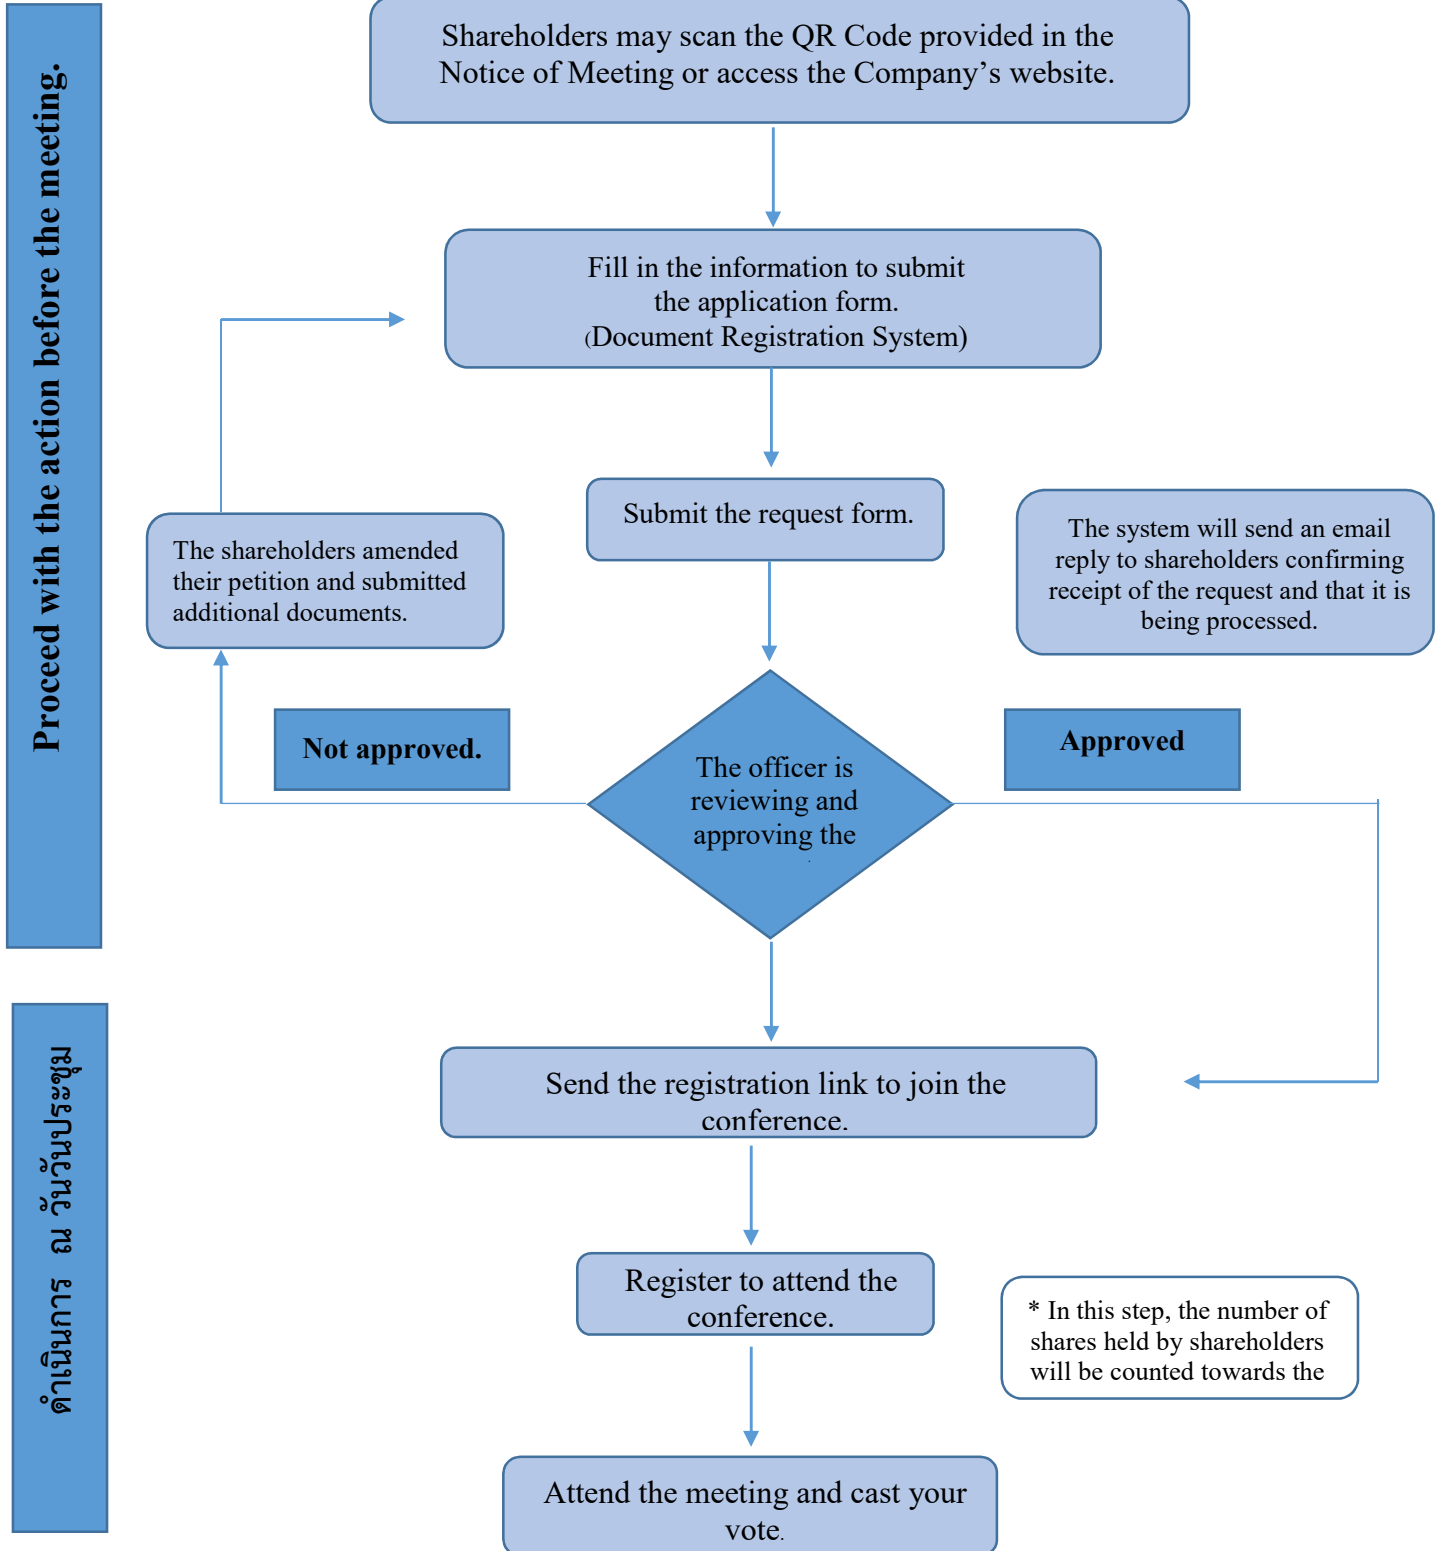 Proceed with the action before the meeting.
Shareholders may scan the QR Code provided in the
Notice of Meeting or access the Company’s website.
Fill in the information to submit
the application form.
(Document Registration System)
Submit the request form.
The system will send an email
reply to shareholders confirming
receipt of the request and that it is
being processed.
The shareholders amended
their petition and submitted
additional documents.
Not approved.
Approved
The officer is
reviewing and
approving the
ดำเนินการ ณ วันวันประชุม
Send the registration link to join the
conference.
Register to attend the
conference.
* In this step, the number of
shares held by shareholders
will be counted towards the
Attend the meeting and cast your
vote.